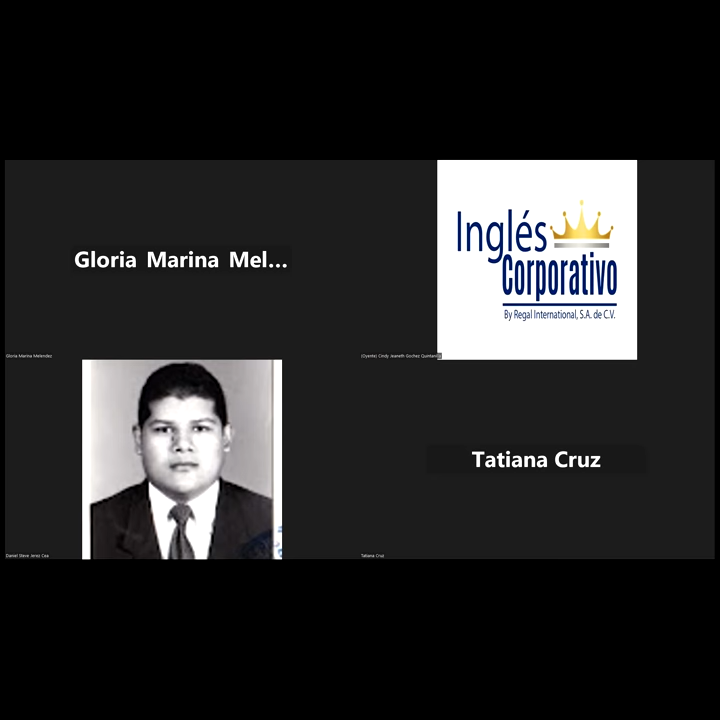 Gloria Marina Mel...
Inglés
Corporativo
By Regal International, S.A. de C.V.
Gloria Marina Melendez
(Oyente) Cindy Jeaneth Gochez Quintanilla
Tatiana Cruz
Daniel Steve Jerez Cea
Tatiana Cruz